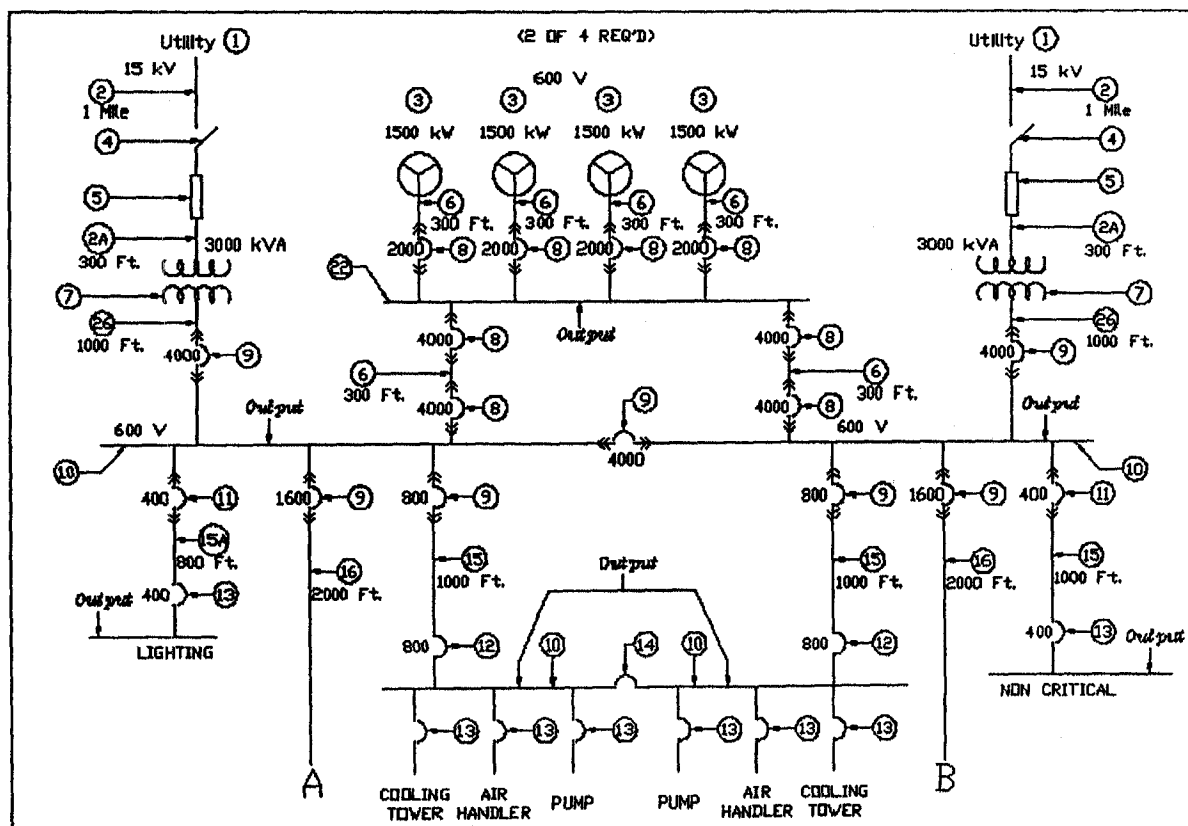 (2 OF 4 REQ'D)
Utility 1
Utility 1
15 kV
600 V
15 kV
2
3
3
3
3
2
1 Mile
1 Mile
1500 kW
1500 kW
1500 kW
1500 kW
4
4
5
6
6
6
6
5
300 Ft.
300 Ft.
300 Ft.
300 Ft.
2A
3000 kVA
2000
8
2000
8
2000
8
2000
8
3000 kVA
2A
300 Ft.
300 Ft.
22
7
7
26
Output
26
1000 Ft.
1000 Ft.
4000
9
4000
8
4000
8
4000
9
6
6
300 Ft.
300 Ft.
4000
8
9
4000
8
Output
Output
600 V
600 V
4000
10
10
400
11
1600
9
800
9
800
9
1600
9
400
11
15A
800 Ft.
16
2000 Ft.
15
1000 Ft.
Output
15
1000 Ft.
16
2000 Ft.
15
1000 Ft.
Output
400
13
400
13
Output
LIGHTING
800
12
10
14
10
800
12
NON CRITICAL
13
13
13
13
13
13
A
B
COOLING TOWER
AIR HANDLER
PUMP
PUMP
AIR HANDLER
COOLING TOWER